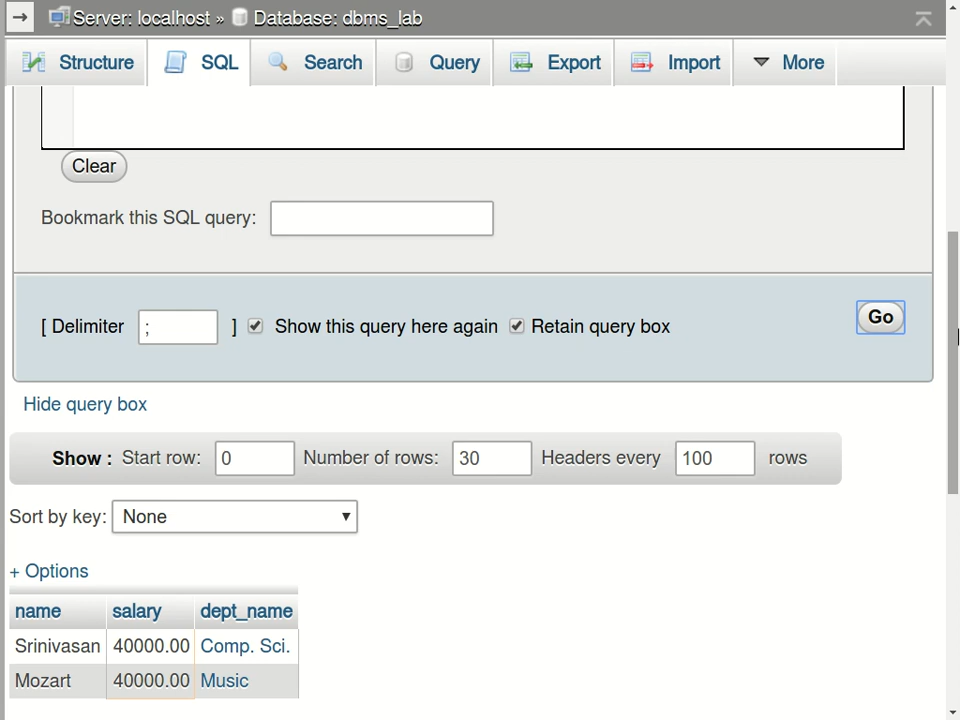 Server: localhost » Database: dbms_lab
Structure SQL Search Query Export Import More
Clear
Bookmark this SQL query:
[ Delimiter ; ] Show this query here again Retain query box Go
Hide query box
Show : Start row: 0 Number of rows: 30 Headers every 100 rows
Sort by key: None
+ Options
name salary dept_name
Srinivasan 40000.00 Comp. Sci.
Mozart 40000.00 Music